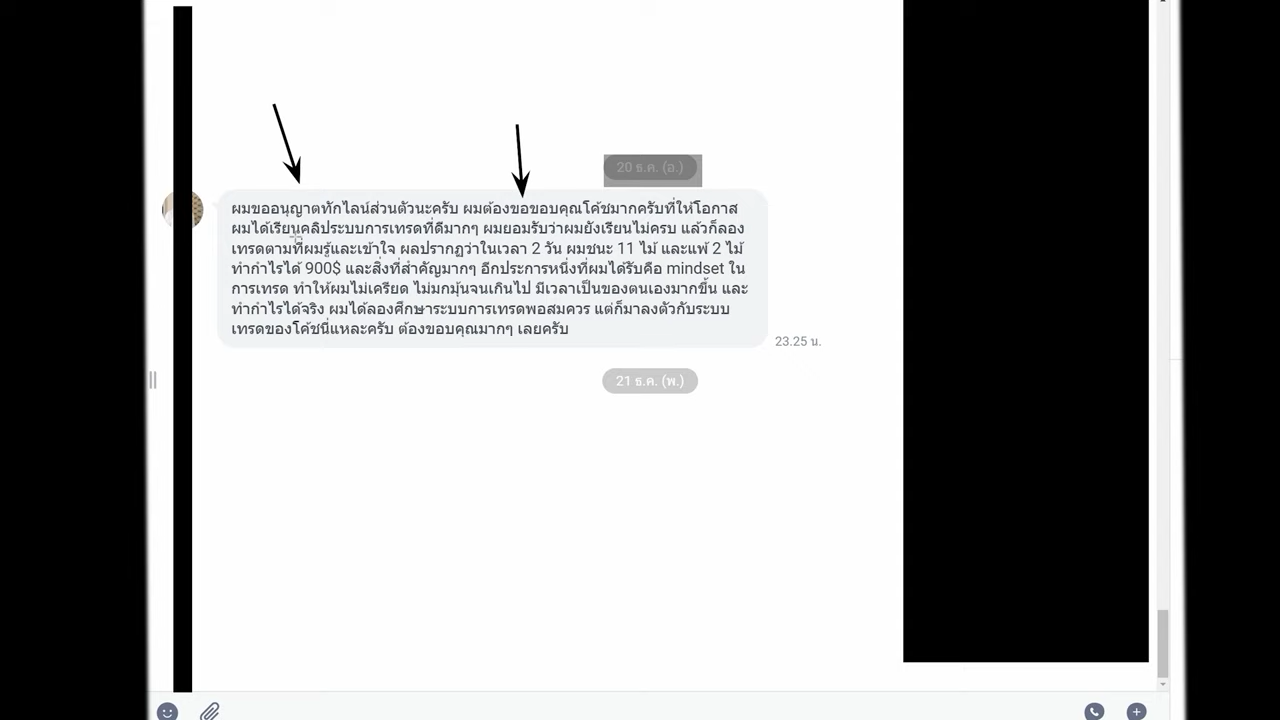 20 ธ.ค. (อ.)
ผมขออนุญาตทักไลน์ส่วนตัวนะครับ ผมต้องขอขอบคุณโค้ชมากครับที่ให้โอกาส
ผมได้เรียนคลิประบบการเทรดที่ดีมากๆ ผมยอมรับว่าผมยังเรียนไม่ครบ แล้วก็ลอง
เทรดตามที่ผมรู้และเข้าใจ ผลปรากฏว่าในเวลา 2 วัน ผมชนะ 11 ไม้ และแพ้ 2 ไม้
ทำกำไรได้ 900$ และสิ่งที่สำคัญมากๆ อีกประการหนึ่งที่ผมได้รับคือ mindset ใน
การเทรด ทำให้ผมไม่เครียด ไม่มกมุ้นจนเกินไป มีเวลาเป็นของตนเองมากขึ้น และ
ทำกำไรได้จริง ผมได้ลองศึกษาระบบการเทรดพอสมควร แต่ก็มาลงตัวกับระบบ
เทรดของโค้ชนี่แหละครับ ต้องขอบคุณมากๆ เลยครับ
23.25 น.
21 ธ.ค. (พ.)